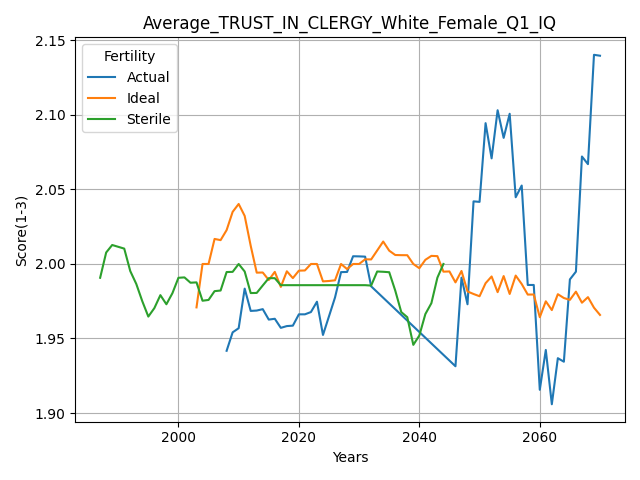 Average_TRUST_IN_CLERGY_White_Female_Q1_IQ
Fertility
Actual
Ideal
Sterile
Score(1-3)
2.15
2.10
2.05
2.00
1.95
1.90
2000 2020 2040 2060
Years